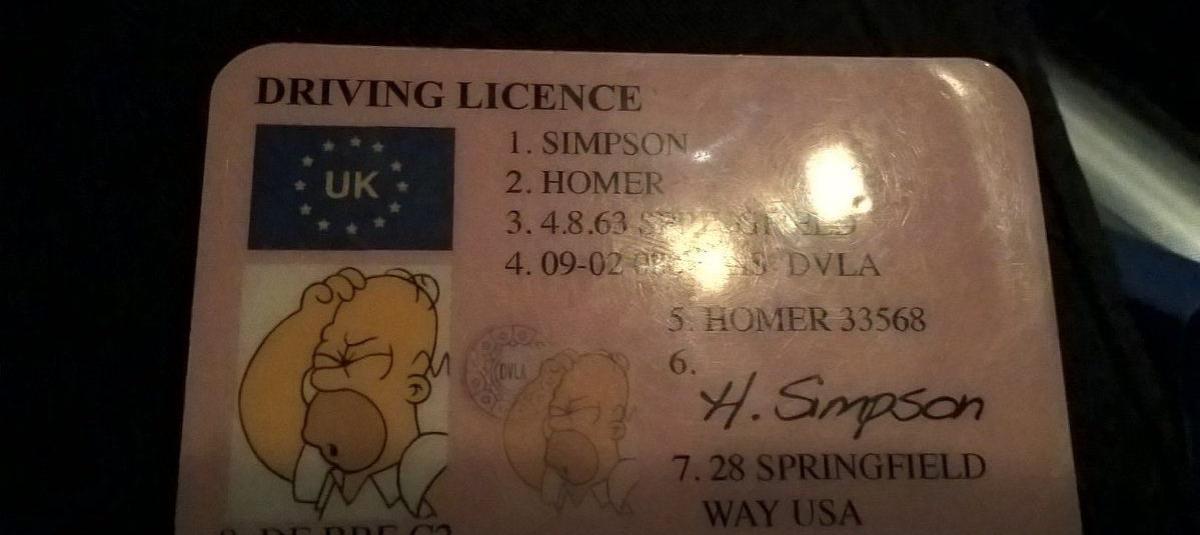 DRIVING LICENCE
UK
1. SIMPSON
2. HOMER
3. 4.8.63 SPRINGFIELD
4. 09-02 DVLA
5. HOMER 33568
6.
H. Simpson
DVLA
7. 28 SPRINGFIELD
WAY USA